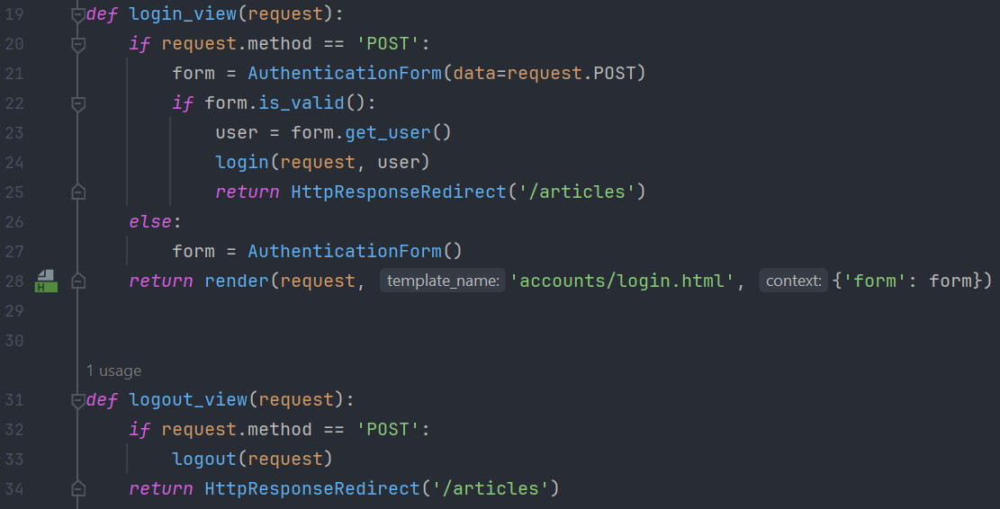 19 def login_view(request):
20     if request.method == 'POST':
21         form = AuthenticationForm(data=request.POST)
22         if form.is_valid():
23             user = form.get_user()
24             login(request, user)
25             return HttpResponseRedirect('/articles')
26     else:
27         form = AuthenticationForm()
28     return render(request, template_name: 'accounts/login.html', context: {'form': form})
29
30
1 usage
31 def logout_view(request):
32     if request.method == 'POST':
33         logout(request)
34     return HttpResponseRedirect('/articles')